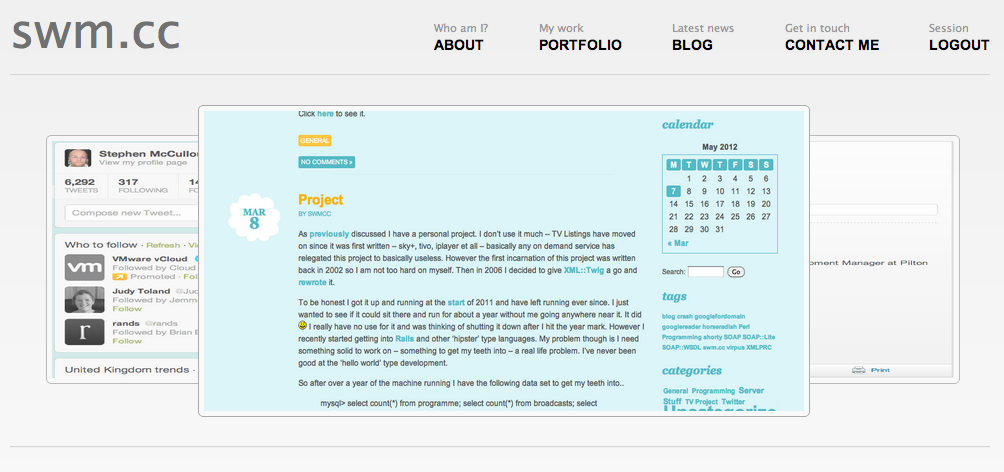 swm.cc
Who am I?
ABOUT
My work
PORTFOLIO
Latest news
BLOG
Get in touch
CONTACT ME
Session
LOGOUT
Stephen McCullo
View my profile page
6,292
TWEETS
317
FOLLOWING
Compose new Tweet...
Who to follow · Refresh ·
VMware vCloud
Followed by Cloud
Promoted ·
Judy Toland @Judy
Followed by Jemm
Follow
rands @rands
Followed by Brian
Follow
United Kingdom trends ·
Click here to see it.
GENERAL
NO COMMENTS »
MAR
8
Project
BY SWMCC
As previously discussed I have a personal project. I don't use it much – TV Listings have moved
on since it was first written – sky+, tivo, iplayer et all – basically any on demand service has
relegated this project to basically useless. However the first incarnation of this project was written
back in 2002 so I am not too hard on myself. Then in 2006 I decided to give XML::Twig a go and
rewrote it.
To be honest I got it up and running at the start of 2011 and have left running ever since. I just
wanted to see if it could sit there and run for about a year without me going anywhere near it. It did
I really have no use for it and was thinking of shutting it down after I hit the year mark. However I
recently started getting into Rails and other 'hipster' type languages. My problem though is I need
something solid to work on – something to get my teeth into – a real life problem. I've never been
good at the 'hello world' type development.
So after over a year of the machine running I have the following data set to get my teeth into..
mysql> select count(*) from programme; select count(*) from broadcasts; select
calendar
May 2012
M T W T F S S
1 2 3 4 5 6
7 8 9 10 11 12 13
14 15 16 17 18 19 20
21 22 23 24 25 26 27
28 29 30 31
« Mar
Search:
Go
tags
blog crash googlefordomain
googlereader horseradish Perl
Programming shorty SOAP SOAP::Lite
SOAP::WSDL swm.cc virpus XMLPRC
categories
General Programming Server
Stuff TV Project Twitter
Uncategorize
opment Manager at Pilton
Print